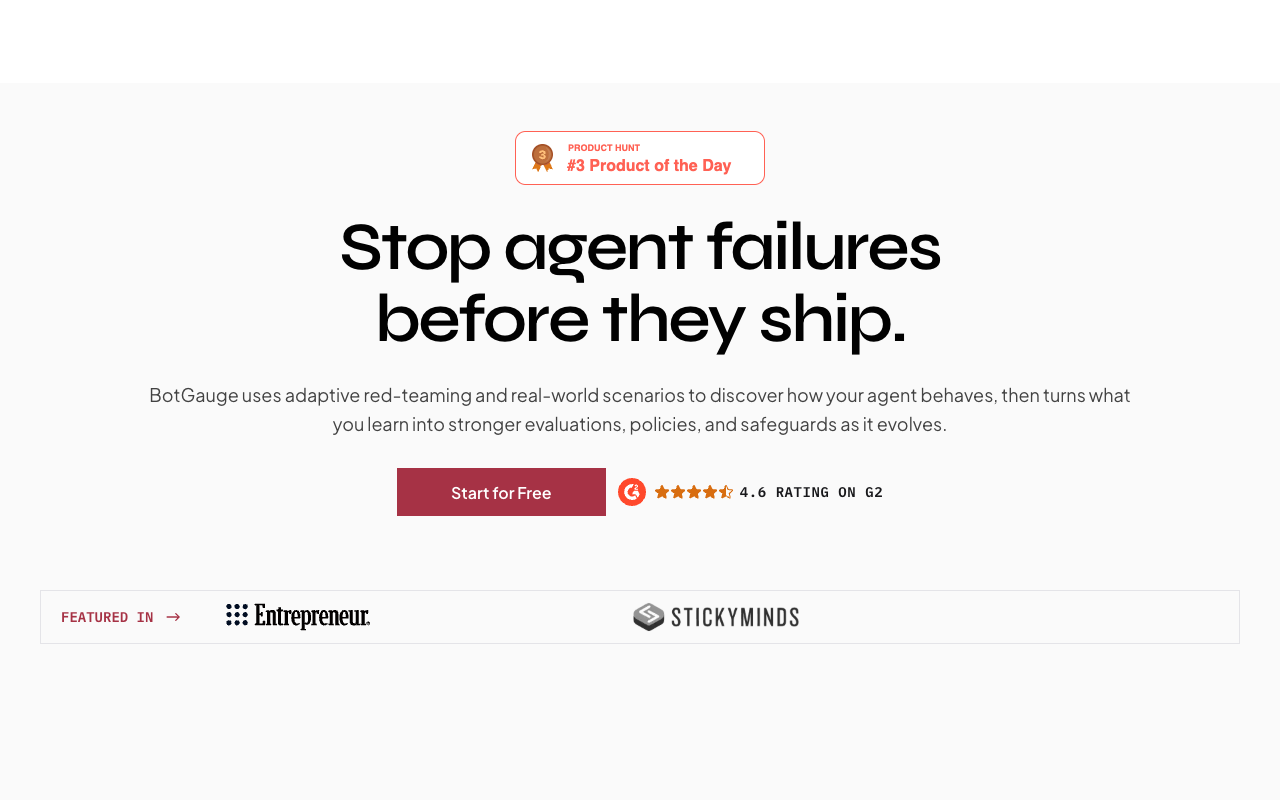 3
PRODUCT HUNT
#3 Product of the Day
Stop agent failures
before they ship.
BotGauge uses adaptive red-teaming and real-world scenarios to discover how your agent behaves, then turns what
you learn into stronger evaluations, policies, and safeguards as it evolves.
Start for Free
4.6 RATING ON G2
FEATURED IN →
Entrepreneur
STICKYMINDS